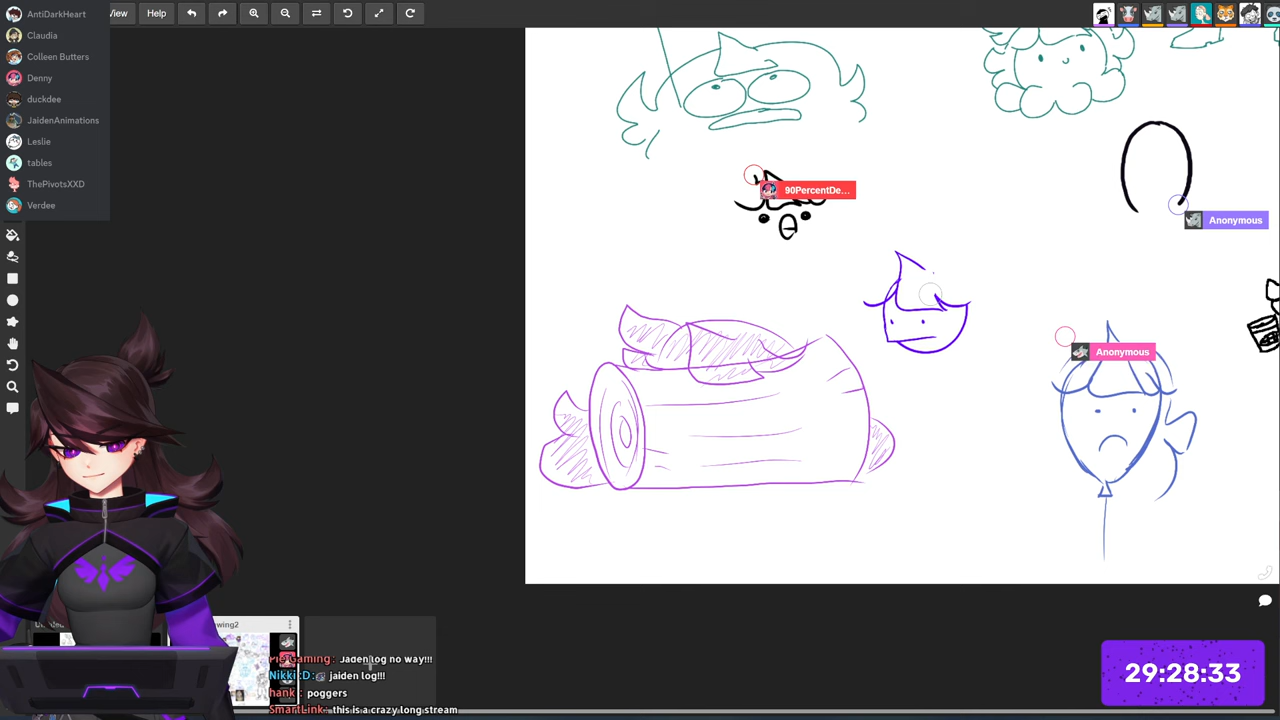 AntiDarkHeart
View
Help
Claudia
Colleen Butters
Denny
duckdee
JaidenAnimations
Leslie
tables
ThePivotsXXD
Verdee
90PercentDe...
Anonymous
Anonymous
wing2
Gaming: Jaden log no way!!!
Nikki:D: jaiden log!!!
hank: poggers
SmartLink: this is a crazy long stream
29:28:33